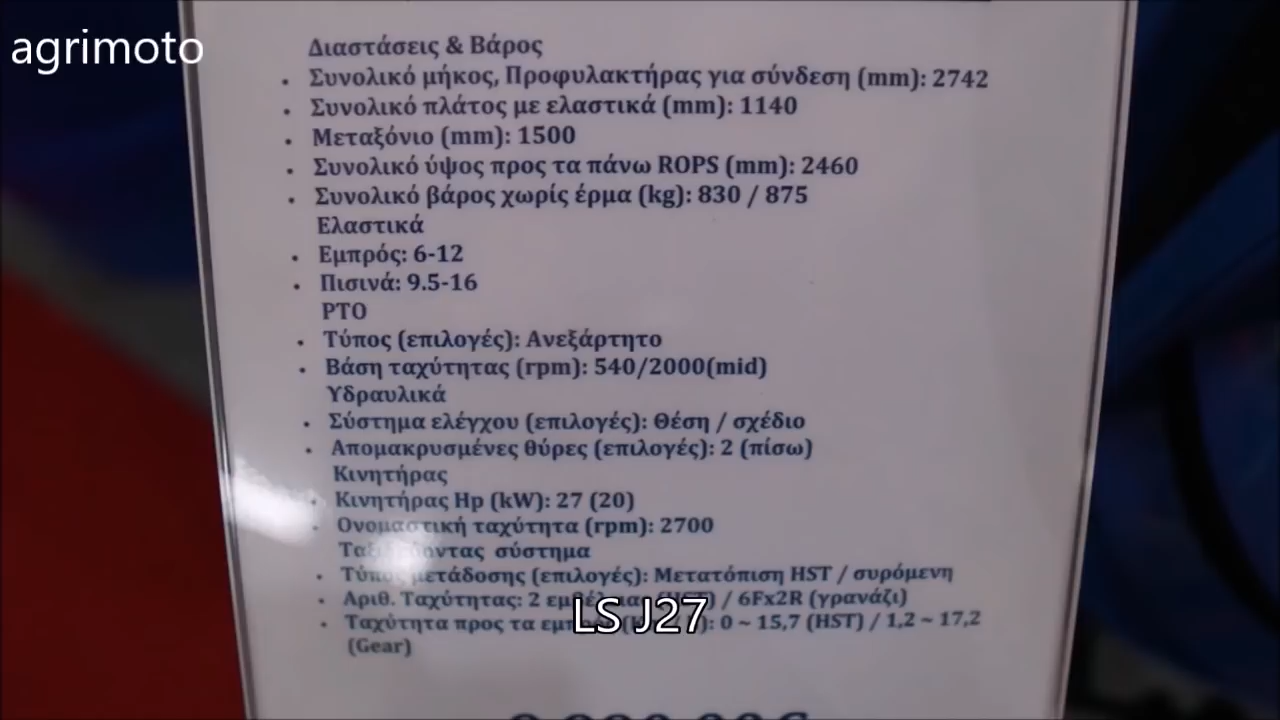 agrimoto
Διαστάσεις & Βάρος
• Συνολικό μήκος, Προφυλακτήρας για σύνδεση (mm): 2742
• Συνολικό πλάτος με ελαστικά (mm): 1140
• Μεταξόνιο (mm): 1500
• Συνολικό ύψος προς τα πάνω ROPS (mm): 2460
• Συνολικό βάρος χωρίς έρμα (kg): 830 / 875
Ελαστικά
• Εμπρός: 6-12
• Πισινά: 9.5-16
PTO
• Τύπος (επιλογές): Ανεξάρτητο
• Βάση ταχύτητας (rpm): 540/2000(mid)
Υδραυλικά
• Σύστημα ελέγχου (επιλογές): Θέση / σχέδιο
• Απομακρυσμένες θύρες (επιλογές): 2 (πίσω)
Κινητήρας
• Κινητήρας Hp (kW): 27 (20)
• Ονομαστική ταχύτητα (rpm): 2700
σύστημα
• Τύπος μετάδοσης (επιλογές): Μετατόπιση HST / συρόμενη
• Αριθ. Ταχύτητας: 2 / 6Fx2R (γρανάζι)
LS J27
• Ταχύτητα προς τα : 0 ~ 15,7 (HST) / 1,2 ~ 17,2
(Gear)